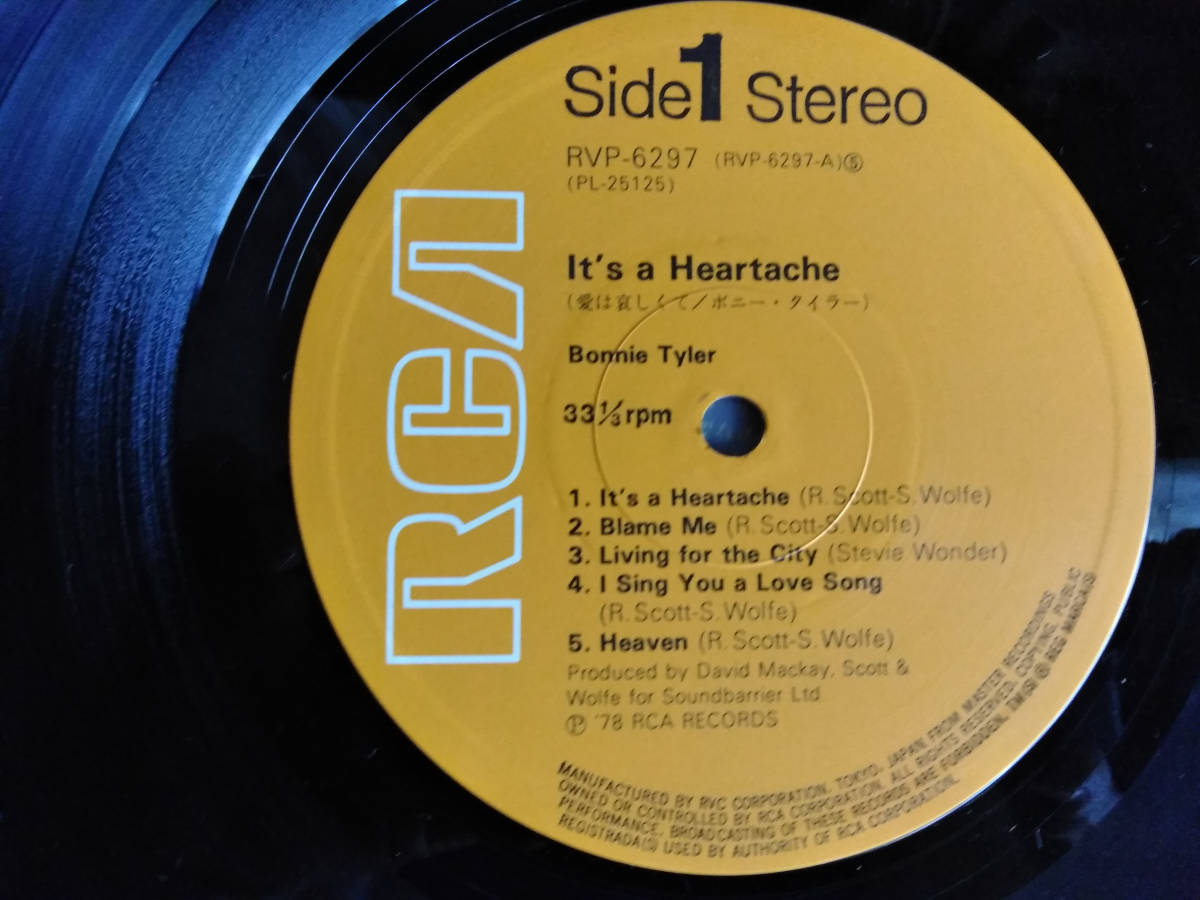 Side 1 Stereo
RVP-6297 (RVP-6297-A)Ⓢ
(PL-25125)
RCA
It's a Heartache
(愛は哀しくて/ボニー・タイラー)
Bonnie Tyler
33⅓rpm
1. It's a Heartache (R. Scott-S. Wolfe)
2. Blame Me (R. Scott-S. Wolfe)
3. Living for the City (Stevie Wonder)
4. I Sing You a Love Song
(R. Scott-S. Wolfe)
5. Heaven (R. Scott-S. Wolfe)
Produced by David Mackay, Scott &
Wolfe for Soundbarrier Ltd.
Ⓟ '78 RCA RECORDS
MANUFACTURED BY RVC CORPORATION, TOKYO, JAPAN FROM MASTER RECORDINGS
OWNED OR CONTROLLED BY RCA CORPORATION. ALL RIGHTS RESERVED. COPYING, PUBLIC
PERFORMANCE, BROADCASTING OF THESE RECORDS ARE FORBIDDEN. TM(S) ® REG MARCA(S)
REGISTRADA(S) USED BY AUTHORITY OF RCA CORPORATION.